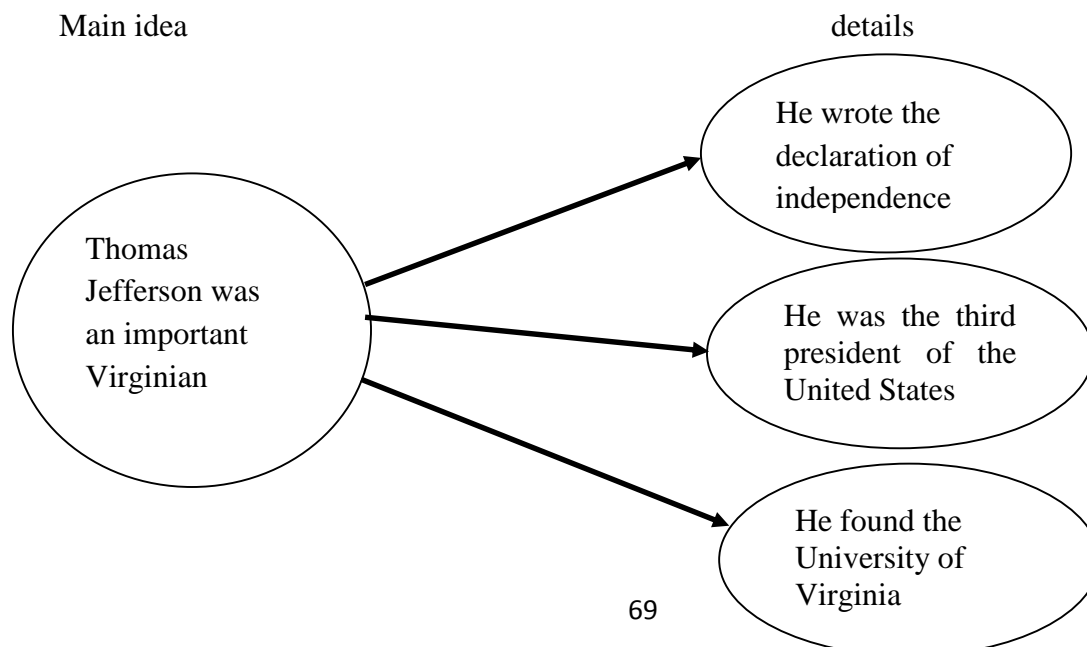 Main idea
details
He wrote the
declaration of
independence
Thomas
Jefferson was
an important
Virginian
He was the third
president of the
United States
He found the
University of
Virginia
69